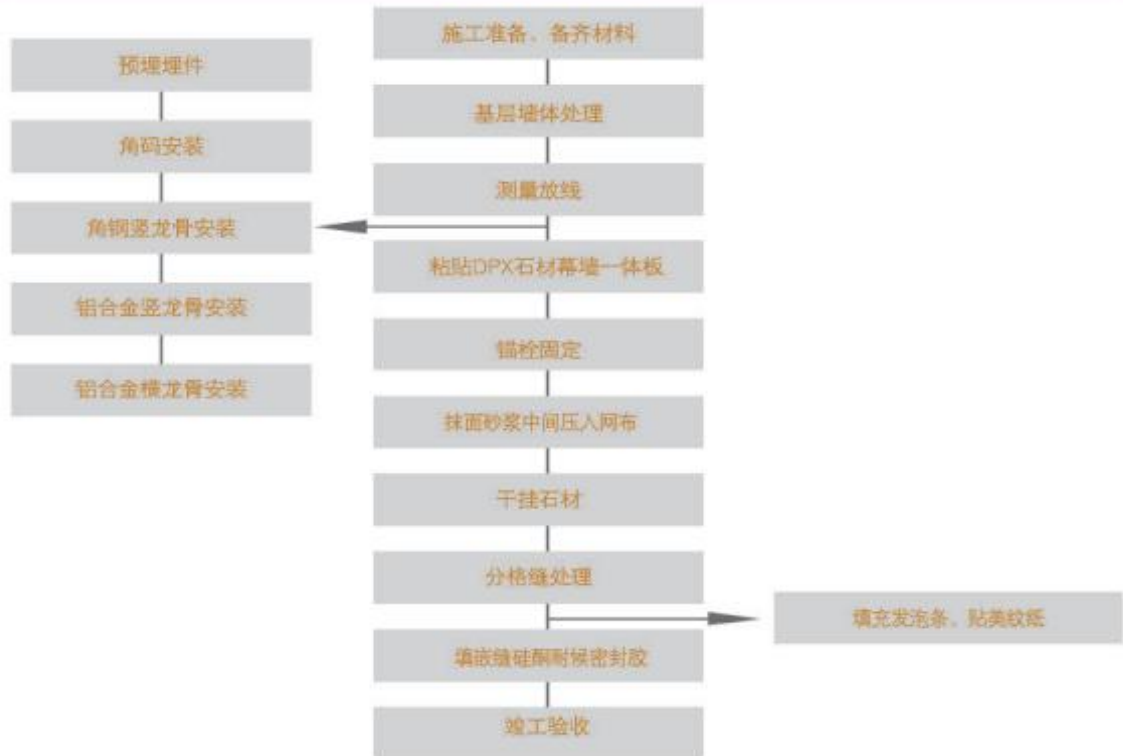 施工准备、备齐材料
基层墙体处理
测量放线
粘贴DPX石材幕墙一体板
锚栓固定
抹面砂浆中间压入网布
干挂石材
分格缝处理
填嵌缝硅酮耐候密封胶
竣工验收
预埋埋件
角码安装
角钢竖龙骨安装
铝合金竖龙骨安装
铝合金横龙骨安装
填充发泡条、贴美纹纸